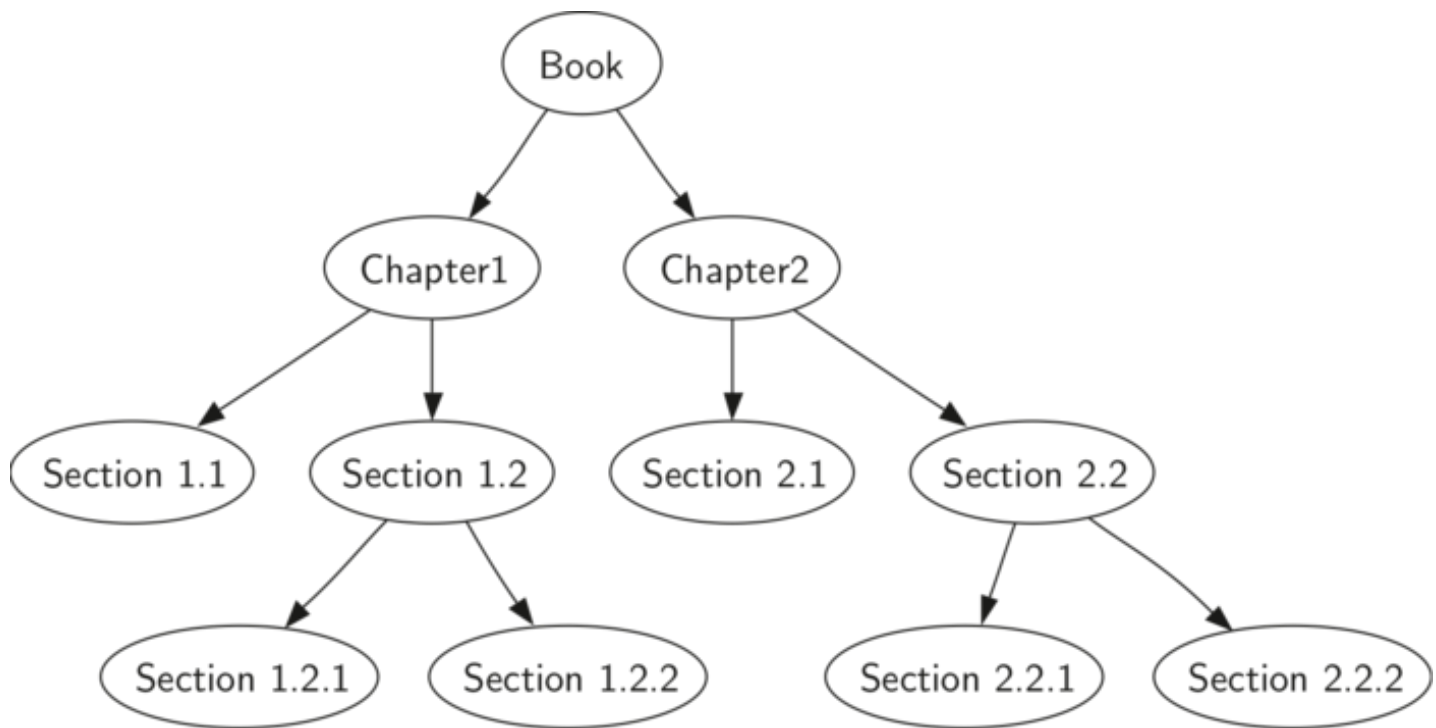 Book
Chapter1
Chapter2
Section 1.1
Section 1.2
Section 2.1
Section 2.2
Section 1.2.1
Section 1.2.2
Section 2.2.1
Section 2.2.2